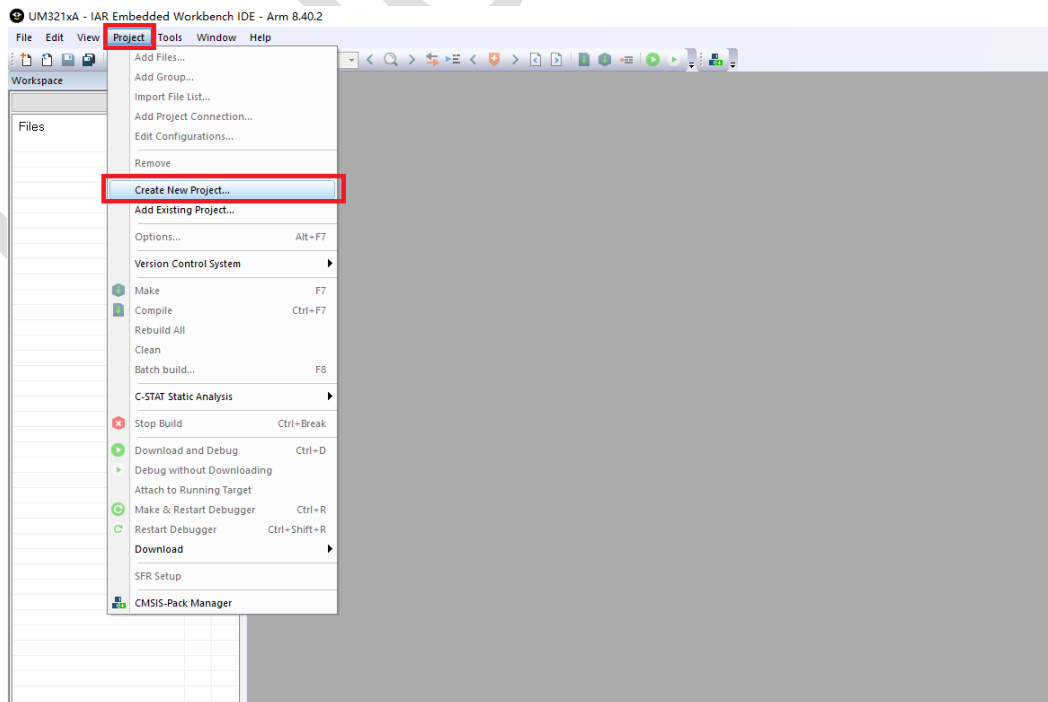 UM321xA - IAR Embedded Workbench IDE - Arm 8.40.2
File Edit View Project Tools Window Help
Workspace
Files
Add Files...
Add Group...
Import File List...
Add Project Connection...
Edit Configurations...
Remove
Create New Project...
Add Existing Project...
Options... Alt+F7
Version Control System
Make F7
Compile Ctrl+F7
Rebuild All
Clean
Batch build... F8
C-STAT Static Analysis
Stop Build Ctrl+Break
Download and Debug Ctrl+D
Debug without Downloading
Attach to Running Target
Make & Restart Debugger Ctrl+R
Restart Debugger Ctrl+Shift+R
Download
SFR Setup
CMSIS-Pack Manager